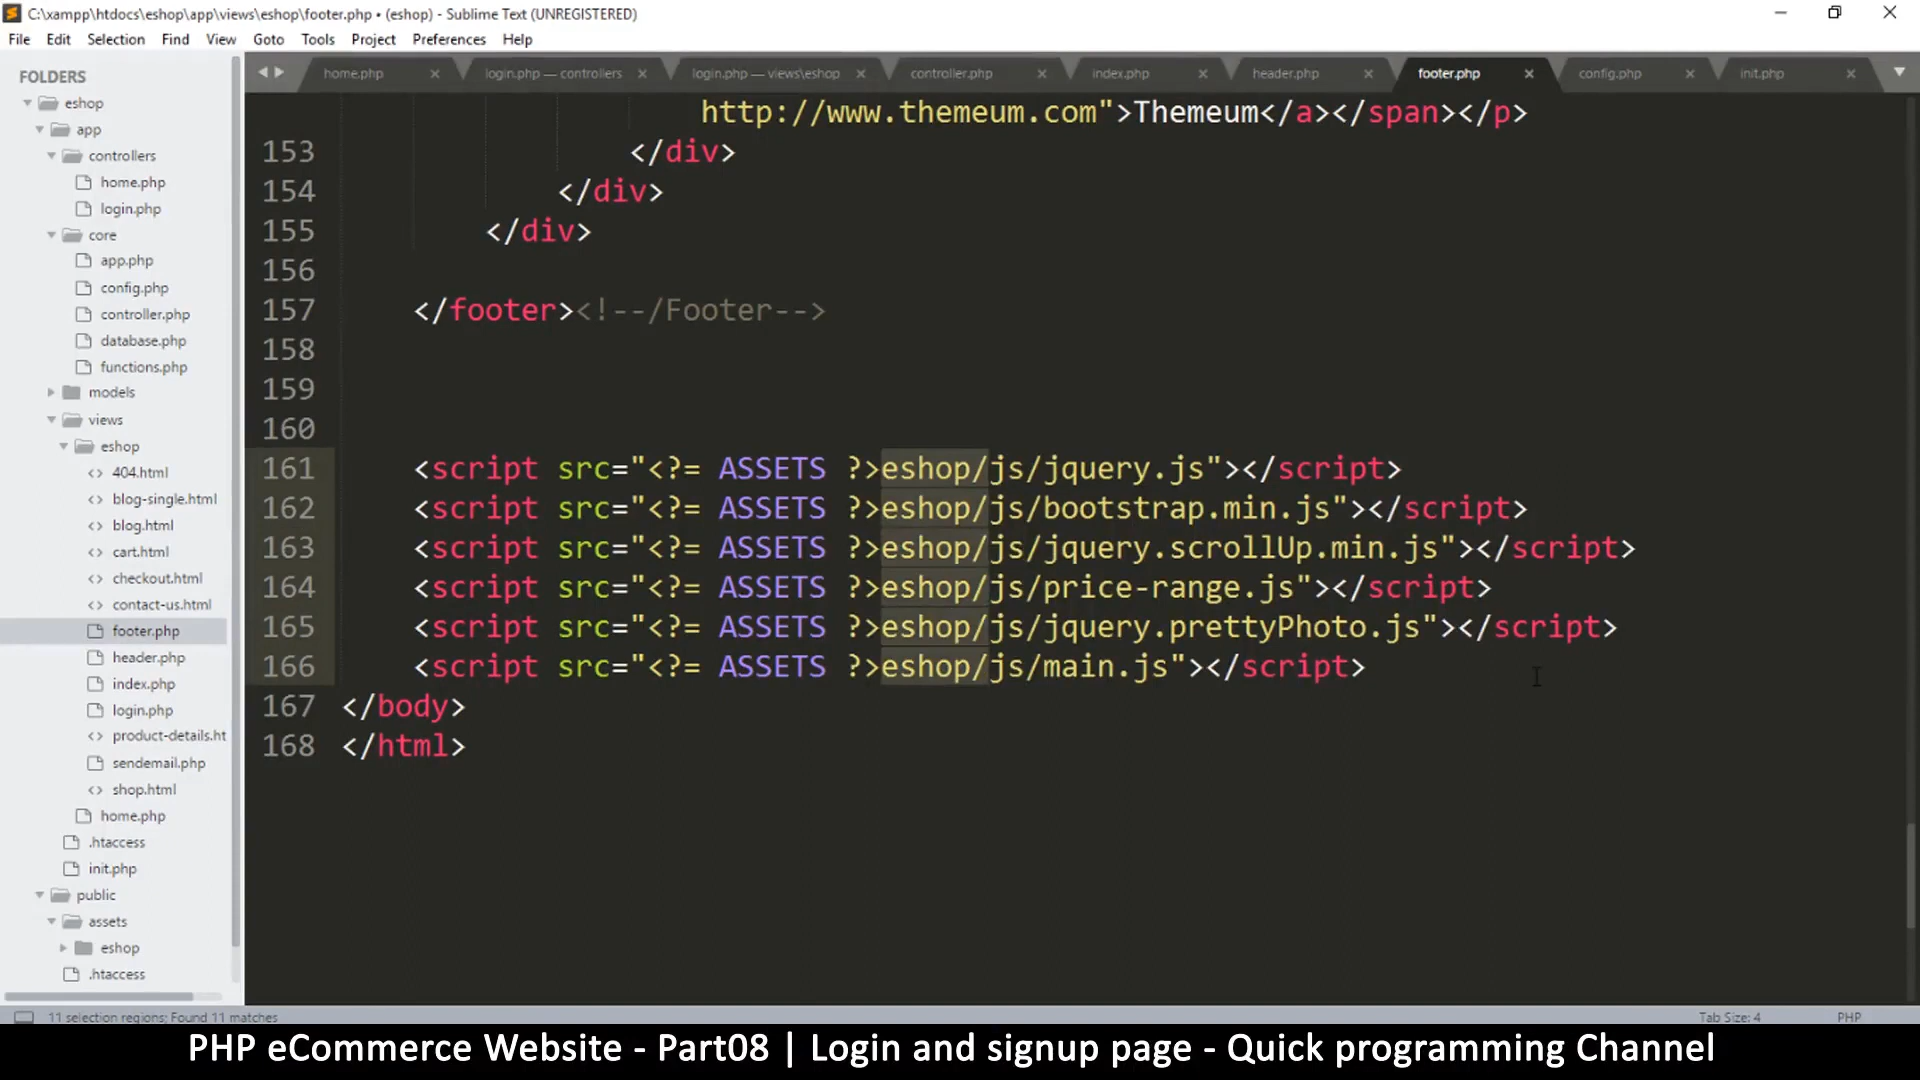 C:\xampp\htdocs\eshop\app\views\eshop\footer.php • (eshop) - Sublime Text (UNREGISTERED)
File Edit Selection Find View Goto Tools Project Preferences Help
FOLDERS
eshop
app
controllers
home.php
login.php
core
app.php
config.php
controller.php
database.php
functions.php
models
views
eshop
404.html
blog-single.html
blog.html
cart.html
checkout.html
contact-us.html
footer.php
header.php
index.php
login.php
product-details.ht
sendemail.php
shop.html
home.php
.htaccess
init.php
public
assets
eshop
.htaccess
home.php login.php — controllers login.php — views\eshop controller.php index.php header.php footer.php config.php init.php
http://www.themeum.com">Themeum</a></span></p>
153 </div>
154 </div>
155 </div>
156
157 </footer><!--/Footer-->
158
159
160
161 <script src="<?= ASSETS ?>eshop/js/jquery.js"></script>
162 <script src="<?= ASSETS ?>eshop/js/bootstrap.min.js"></script>
163 <script src="<?= ASSETS ?>eshop/js/jquery.scrollUp.min.js"></script>
164 <script src="<?= ASSETS ?>eshop/js/price-range.js"></script>
165 <script src="<?= ASSETS ?>eshop/js/jquery.prettyPhoto.js"></script>
166 <script src="<?= ASSETS ?>eshop/js/main.js"></script>
167 </body>
168 </html>
11 selection regions; Found 11 matches Tab Size: 4 PHP
PHP eCommerce Website - Part08 | Login and signup page - Quick programming Channel